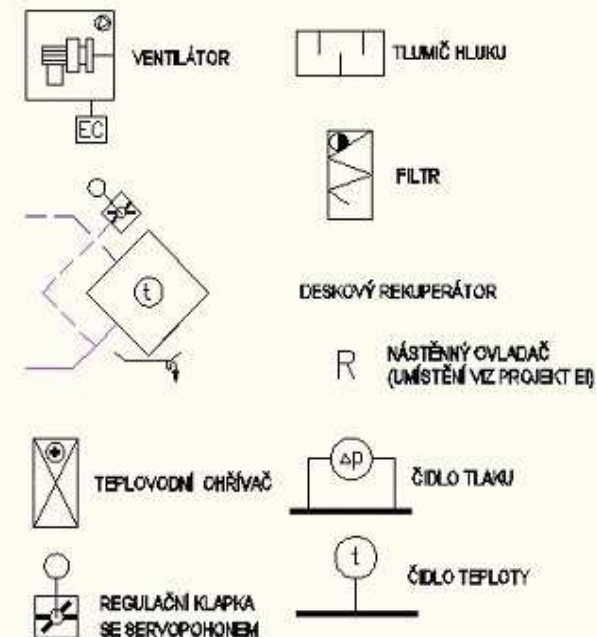 VENTILÁTOR
EC
TLUMIČ HLUKU
FILTR
t
DESKOVÝ REKUPERÁTOR
R
NÁSTĚNNÝ OVLADAČ
(UMÍSTĚNÍ VIZ PROJEKT EI)
TEPLOVODNÍ OHŘÍVAČ
Δp
ČIDLO TLAKU
REGULAČNÍ KLAPKA
SE SERVOPOHONEM
t
ČIDLO TEPLOTY